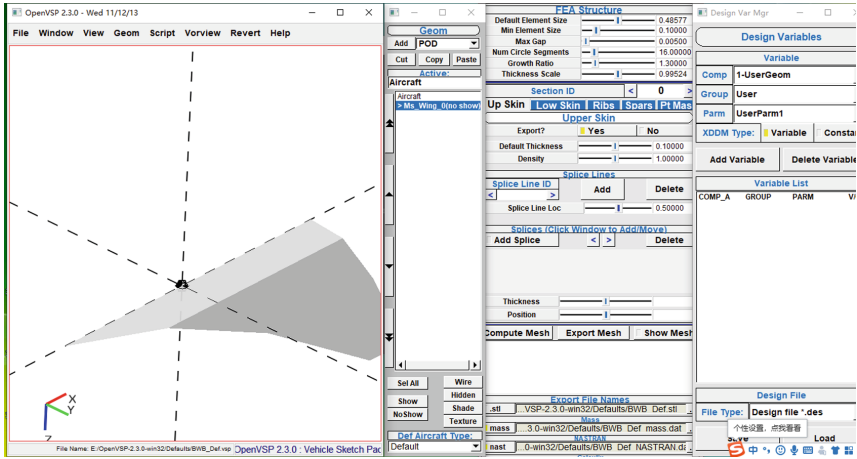 OpenVSP 2.3.0 - Wed 11/12/13
File Window View Geom Script Vorview Revert Help
X
Y
Z
File Name: E:/OpenVSP-2.3.0-win32/Defaults/BWB_Def.vsp
OpenVSP 2.3.0 : Vehicle Sketch Pac
Geom
Add POD
Cut Copy Paste
Active:
Aircraft
Aircraft
> Ms_Wing_0(no show)
Sel All Wire
Hidden
Show Shade
NoShow
Texture
Def Aircraft Type:
Default
FEA Structure
Default Element Size 0.48577
Min Element Size 0.10000
Max Gap 0.00500
Num Circle Segments 16.00000
Growth Ratio 1.30000
Thickness Scale 0.99524
Section ID < 0 >
Up Skin Low Skin Ribs Spars Pt Mas
Upper Skin
Export? Yes No
Default Thickness 0.10000
Density 1.00000
Splice Lines
Splice Line ID
< > Add Delete
Splice Line Loc 0.50000
Splices (Click Window to Add/Move)
Add Splice < > Delete
Thickness
Position
Compute Mesh Export Mesh Show Mesh
Export File Names
.stl ...VSP-2.3.0-win32/Defaults/BWB_Def.stl
Mass
mass ...3.0-win32/Defaults/BWB_Def_mass.dat
NASTRAN
nast ...0-win32/Defaults/BWB_Def_NASTRAN.da
Design Var Mgr
Design Variables
Variable
Comp 1-UserGeom
Group User
Parm UserParm1
XDDM Type: Variable Constan
Add Variable Delete Variable
Variable List
COMP_A GROUP PARM
Design File
File Type: Design file *.des
个性设置，点我看看
Save Load
S 中